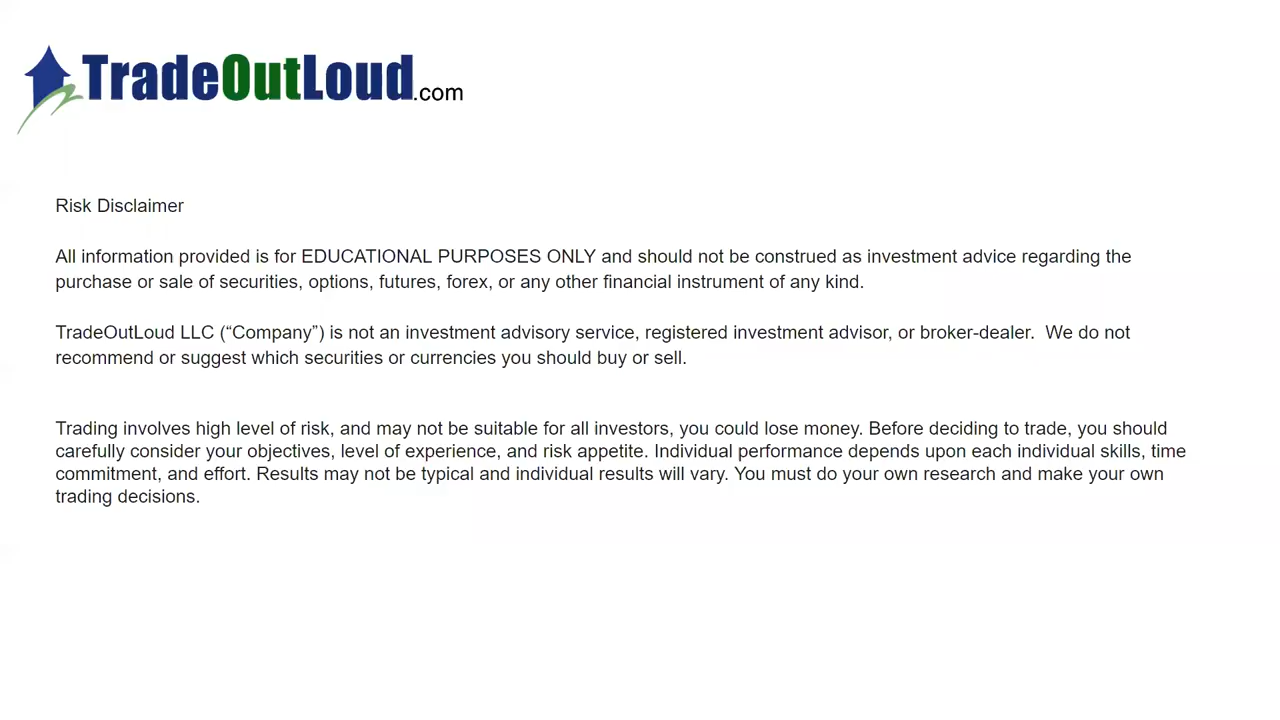 TradeOutLoud.com
Risk Disclaimer
All information provided is for EDUCATIONAL PURPOSES ONLY and should not be construed as investment advice regarding the
purchase or sale of securities, options, futures, forex, or any other financial instrument of any kind.
TradeOutLoud LLC (“Company”) is not an investment advisory service, registered investment advisor, or broker-dealer.  We do not
recommend or suggest which securities or currencies you should buy or sell.
Trading involves high level of risk, and may not be suitable for all investors, you could lose money. Before deciding to trade, you should
carefully consider your objectives, level of experience, and risk appetite. Individual performance depends upon each individual skills, time
commitment, and effort. Results may not be typical and individual results will vary. You must do your own research and make your own
trading decisions.